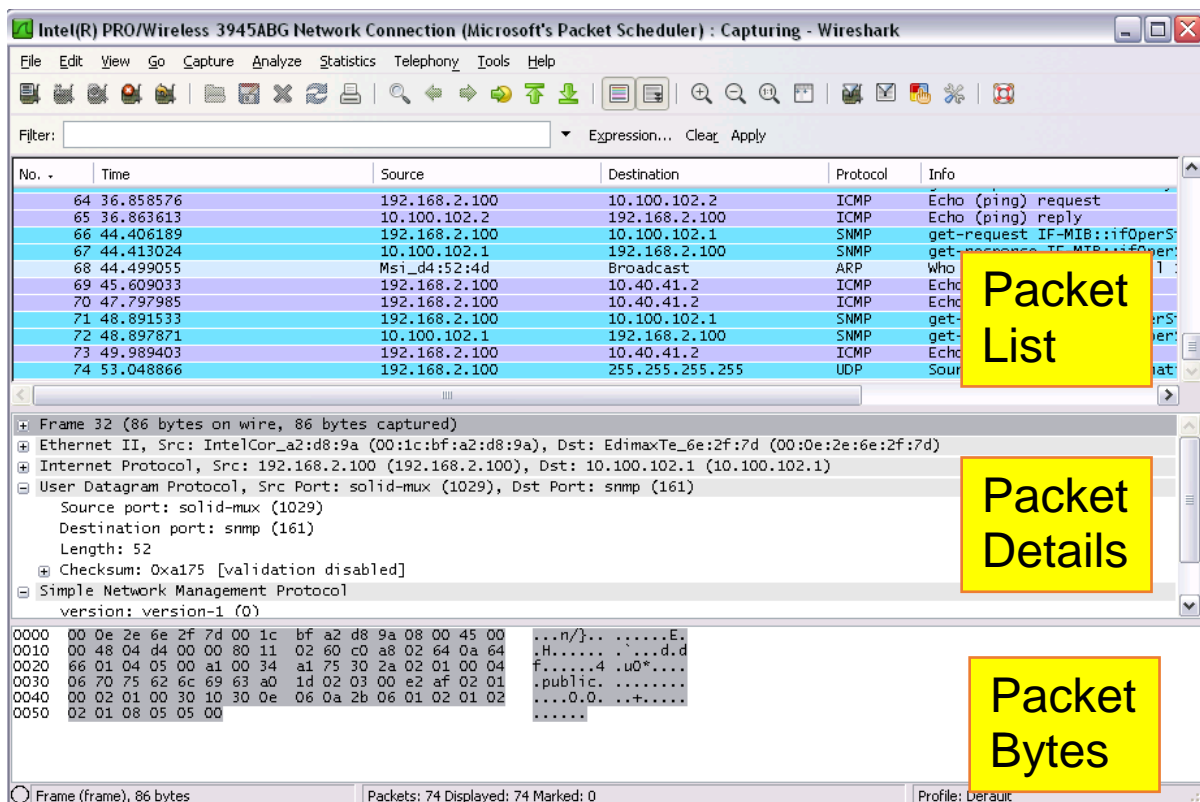 Intel(R) PRO/Wireless 3945ABG Network Connection (Microsoft's Packet Scheduler) : Capturing - Wireshark
File Edit View Go Capture Analyze Statistics Telephony Tools Help
Filter: Expression... Clear Apply
No. Time Source Destination Protocol Info
64 36.858576 192.168.2.100 10.100.102.2 ICMP Echo (ping) request
65 36.863613 10.100.102.2 192.168.2.100 ICMP Echo (ping) reply
66 44.406189 192.168.2.100 10.100.102.1 SNMP get-request IF-MIB::ifOperS
67 44.413024 10.100.102.1 192.168.2.100 SNMP get-response IF-MIB::ifOper
68 44.499055 Msi_d4:52:4d Broadcast ARP Who
69 45.609033 192.168.2.100 10.40.41.2 ICMP Echo
70 47.797985 192.168.2.100 10.40.41.2 ICMP Echo
71 48.891533 192.168.2.100 10.100.102.1 SNMP get-
72 48.897871 10.100.102.1 192.168.2.100 SNMP get-
73 49.989403 192.168.2.100 10.40.41.2 ICMP Echo
74 53.048866 192.168.2.100 255.255.255.255 UDP Sour
Packet
List
Frame 32 (86 bytes on wire, 86 bytes captured)
Ethernet II, Src: IntelCor_a2:d8:9a (00:1c:bf:a2:d8:9a), Dst: EdimaxTe_6e:2f:7d (00:0e:2e:6e:2f:7d)
Internet Protocol, Src: 192.168.2.100 (192.168.2.100), Dst: 10.100.102.1 (10.100.102.1)
User Datagram Protocol, Src Port: solid-mux (1029), Dst Port: snmp (161)
Source port: solid-mux (1029)
Destination port: snmp (161)
Length: 52
Checksum: 0xa175 [validation disabled]
Simple Network Management Protocol
version: version-1 (0)
Packet
Details
0000 00 0e 2e 6e 2f 7d 00 1c bf a2 d8 9a 08 00 45 00 ...n/}.. ......E.
0010 00 48 04 d4 00 00 80 11 02 60 c0 a8 02 64 0a 64 .H...... .`...d.d
0020 66 01 04 05 00 a1 00 34 a1 75 30 2a 02 01 00 04 f......4 .u0*....
0030 06 70 75 62 6c 69 63 a0 1d 02 03 00 e2 af 02 01 .public. ........
0040 00 02 01 00 30 10 30 0e 06 0a 2b 06 01 02 01 02 ....0.0. ..+.....
0050 02 01 08 05 05 00 ......
Packet
Bytes
Frame (frame), 86 bytes Packets: 74 Displayed: 74 Marked: 0 Profile: Default